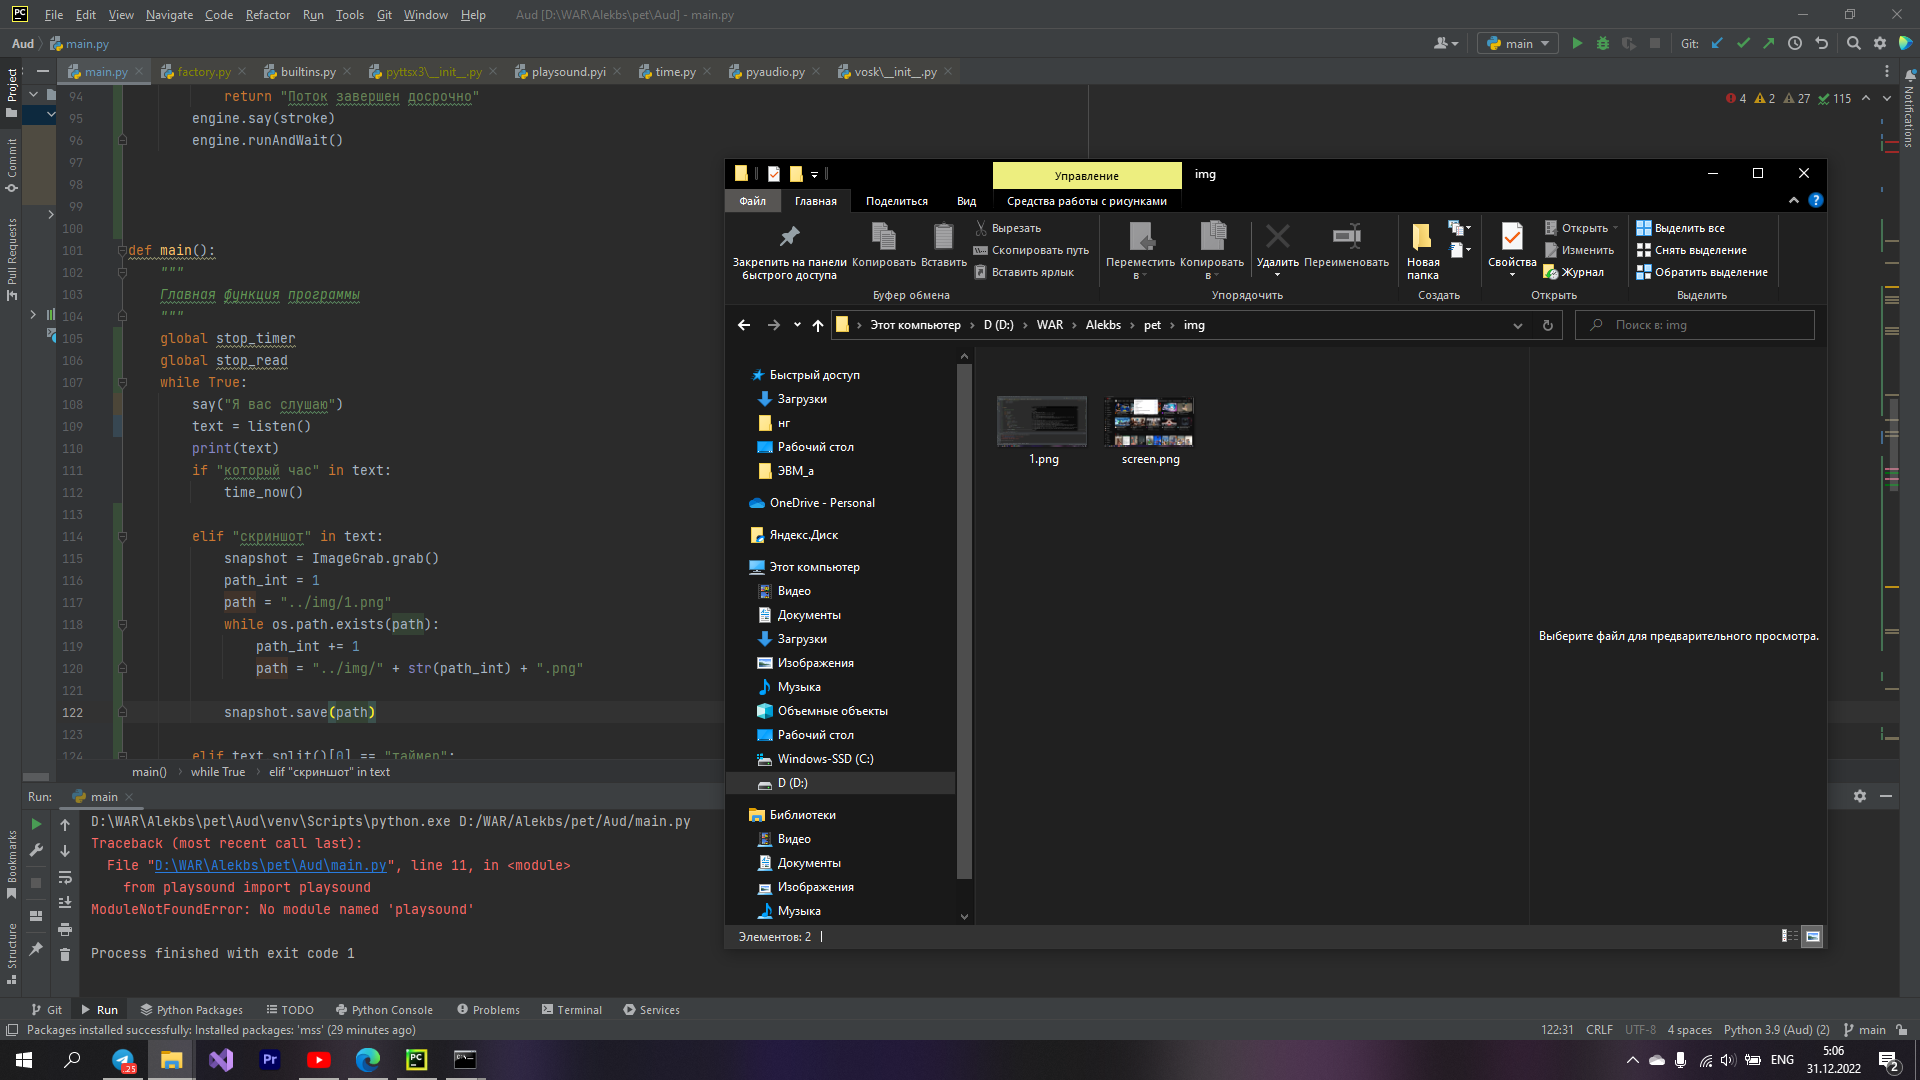 File Edit View Navigate Code Refactor Run Tools Git Window Help Aud [D:\WAR\Alekbs\pet\Aud] - main.py
Aud main.py
main Git:
main.py factory.py builtins.py pyttsx3\__init__.py playsound.pyi time.py pyaudio.py vosk\__init__.py
Project
Commit
Pull Requests
Bookmarks
Structure
Notifications
4 2 27 115
94 return "Поток завершен досрочно"
95 engine.say(stroke)
96 engine.runAndWait()
97
98
99
100
101 def main():
102 """
103 Главная функция программы
104 """
105 global stop_timer
106 global stop_read
107 while True:
108 say("Я вас слушаю")
109 text = listen()
110 print(text)
111 if "который час" in text:
112 time_now()
113
114 elif "скриншот" in text:
115 snapshot = ImageGrab.grab()
116 path_int = 1
117 path = "../img/1.png"
118 while os.path.exists(path):
119 path_int += 1
120 path = "../img/" + str(path_int) + ".png"
121
122 snapshot.save(path)
123
124 elif text.split()[0] == "таймер":
main() while True elif "скриншот" in text
Run: main
D:\WAR\Alekbs\pet\Aud\venv\Scripts\python.exe D:/WAR/Alekbs/pet/Aud/main.py
Traceback (most recent call last):
File "D:\WAR\Alekbs\pet\Aud\main.py", line 11, in <module>
from playsound import playsound
ModuleNotFoundError: No module named 'playsound'
Process finished with exit code 1
Управление
img
Файл Главная Поделиться Вид Средства работы с рисунками
Закрепить на панели быстрого доступа
Копировать
Вставить
Вырезать
Скопировать путь
Вставить ярлык
Буфер обмена
Переместить в
Копировать в
Удалить
Переименовать
Упорядочить
Новая папка
Создать
Свойства
Открыть
Изменить
Журнал
Открыть
Выделить все
Снять выделение
Обратить выделение
Выделить
Этот компьютер D (D:) WAR Alekbs pet img
Поиск в: img
Быстрый доступ
Загрузки
нг
Рабочий стол
ЭВМ_а
OneDrive - Personal
Яндекс.Диск
Этот компьютер
Видео
Документы
Загрузки
Изображения
Музыка
Объемные объекты
Рабочий стол
Windows-SSD (C:)
D (D:)
Библиотеки
Видео
Документы
Изображения
Музыка
1.png
screen.png
Выберите файл для предварительного просмотра.
Элементов: 2
Git Run Python Packages TODO Python Console Problems Terminal Services
Packages installed successfully: Installed packages: 'mss' (29 minutes ago)
122:31 CRLF UTF-8 4 spaces Python 3.9 (Aud) (2) main
25
Pr
PC
ENG
5:06
31.12.2022
2